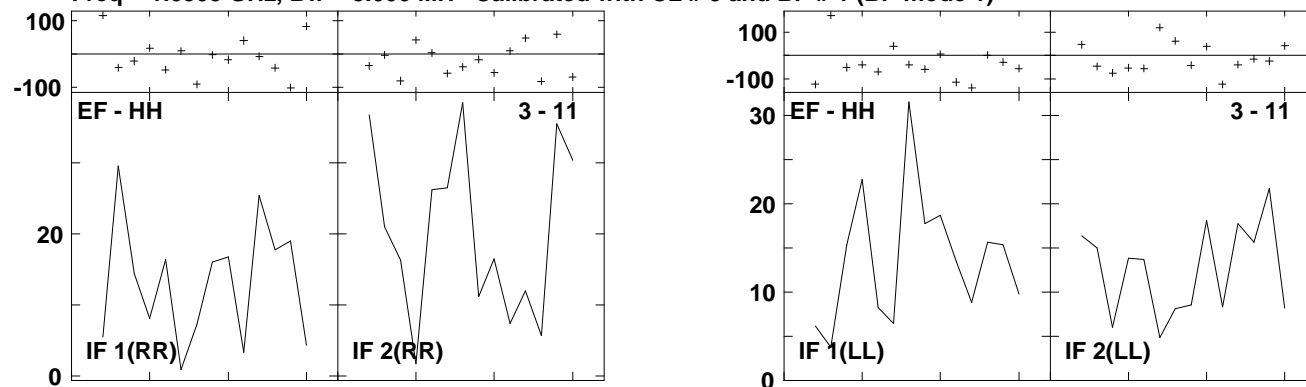 100
-100
EF - HH
3 - 11
20
0
IF 1(RR)
IF 2(RR)
100
-100
EF - HH
3 - 11
30
20
10
0
IF 1(LL)
IF 2(LL)